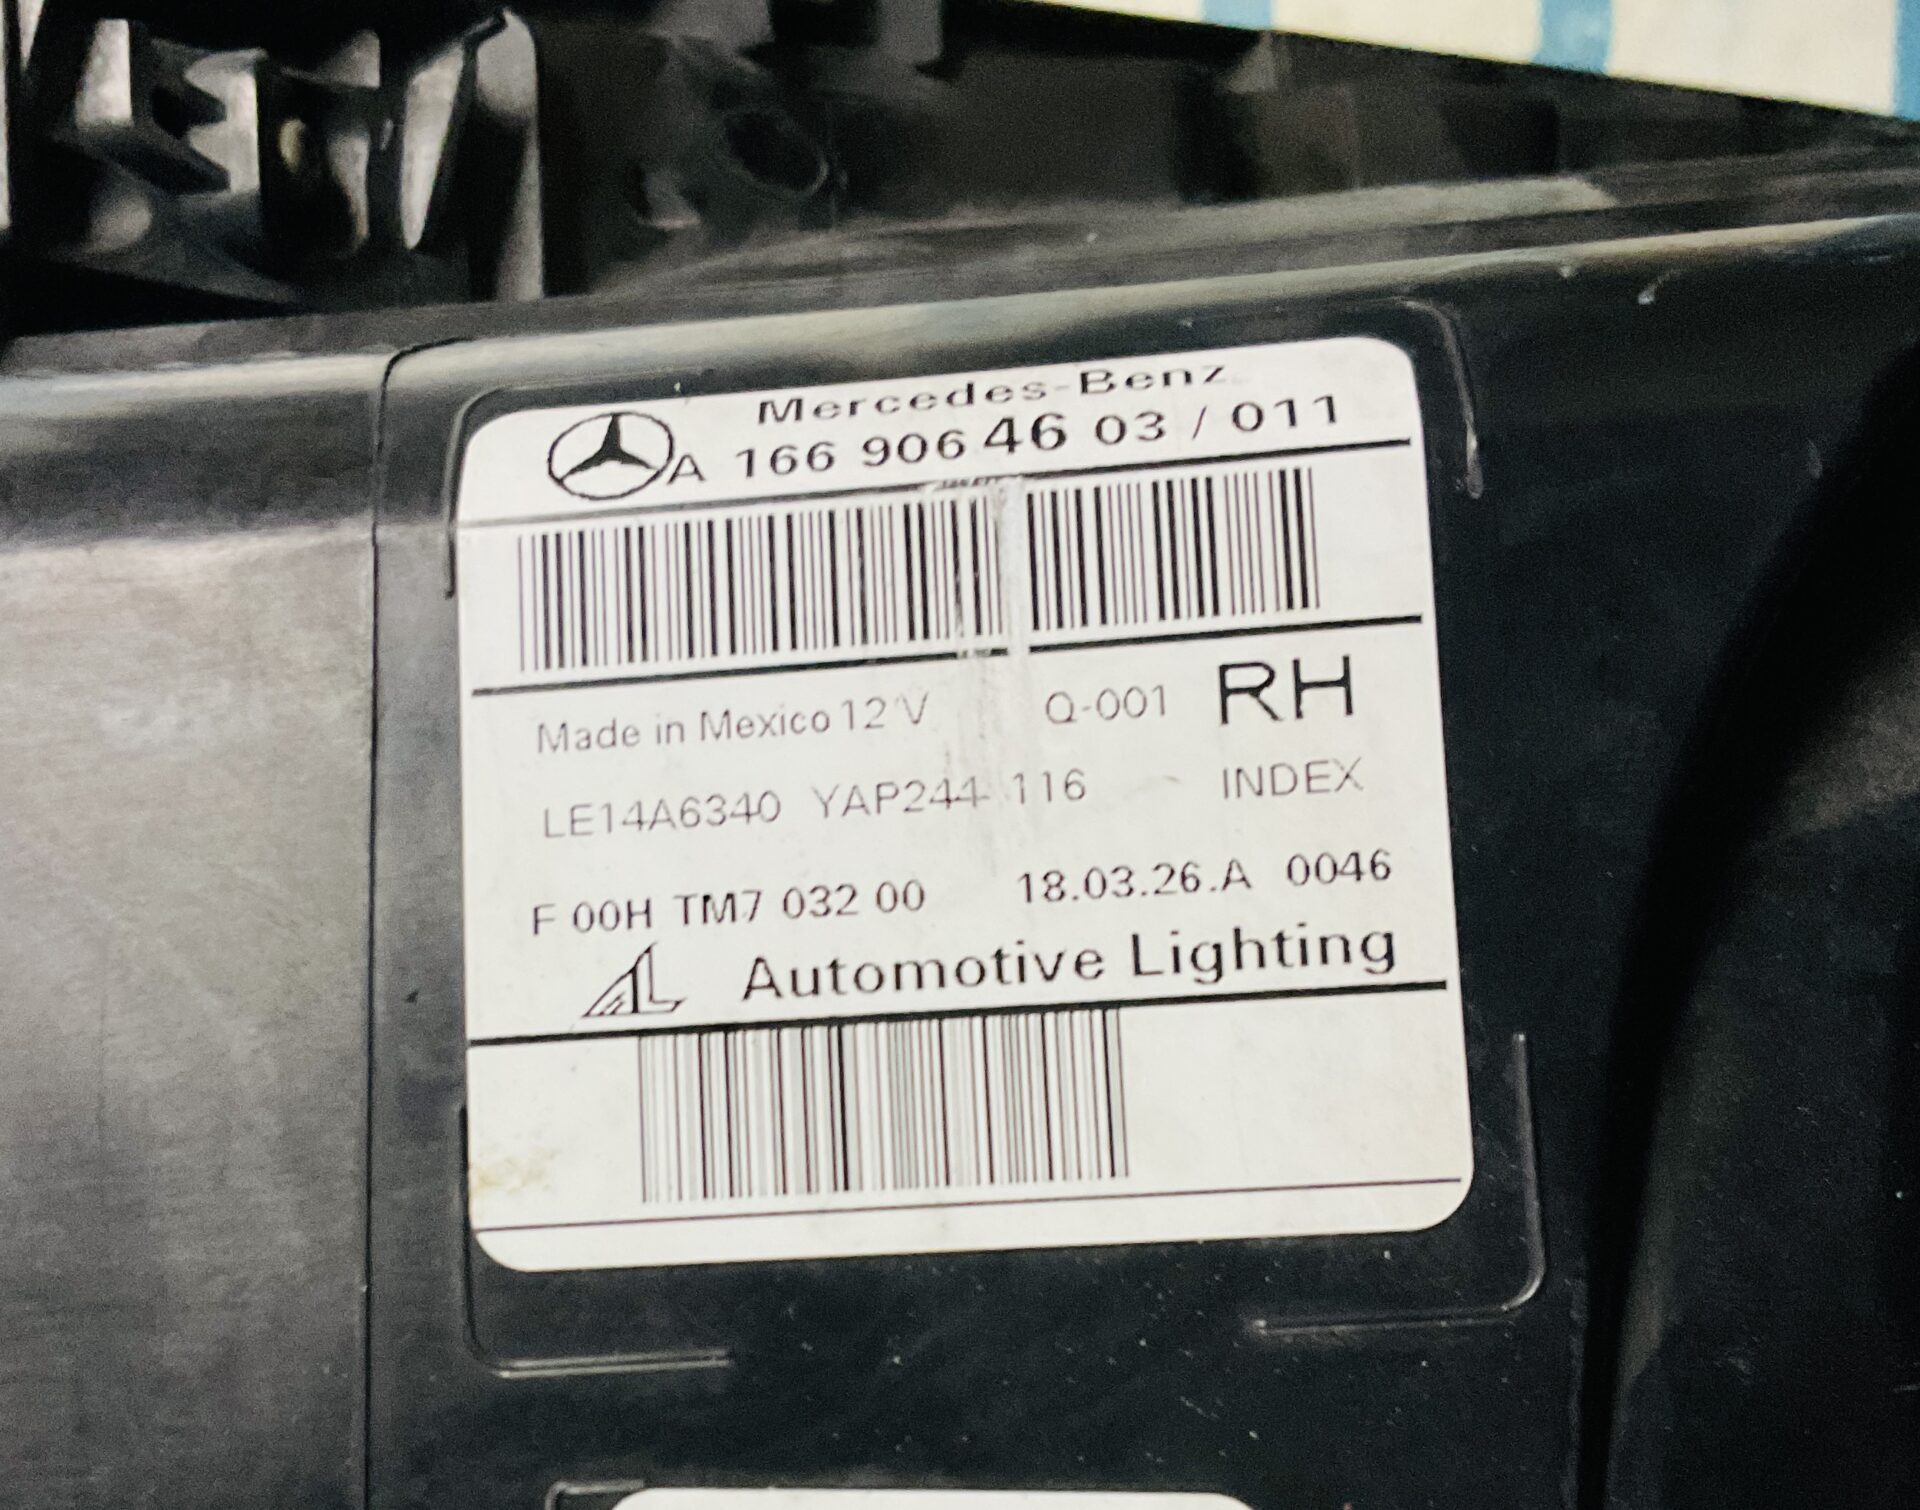 Mercedes-Benz
A 166 906 46 03 / 011
Made in Mexico 12 V Q-001 RH
LE14A6340 YAP244 116 INDEX
F 00H TM7 032 00 18.03.26.A 0046
AL Automotive Lighting